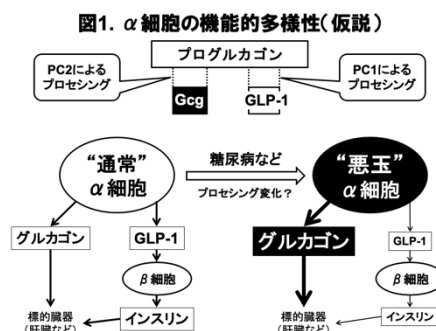 図1. α細胞の機能的多様性(仮説)
プログルカゴン
PC2による
プロセシング
Gcg
GLP-1
PC1による
プロセシング
“通常”
α細胞
糖尿病など
プロセシング変化?
“悪玉”
α細胞
グルカゴン
GLP-1
β細胞
インスリン
標的臓器
(肝臓など)
グルカゴン
GLP-1
β細胞
インスリン
標的臓器
(肝臓など)